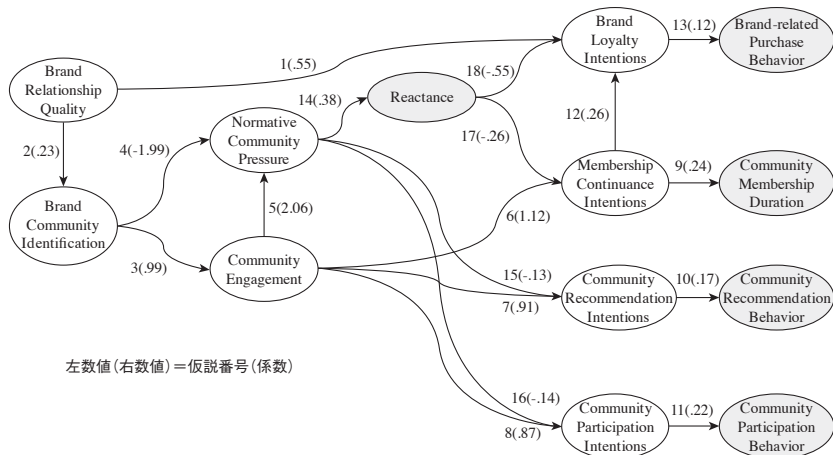 Brand
Loyalty
Intentions
13(.12)
Brand-related
Purchase
Behavior
1(.55)
18(-.55)
Brand
Relationship
Quality
14(.38)
Reactance
Normative
Community
Pressure
12(.26)
2(.23)
4(-1.99)
17(-.26)
Membership
Continuance
Intentions
9(.24)
Community
Membership
Duration
Brand
Community
Identification
5(2.06)
6(1.12)
3(.99)
Community
Engagement
15(-.13)
7(.91)
Community
Recommendation
Intentions
10(.17)
Community
Recommendation
Behavior
左数値(右数値)＝仮説番号(係数)
16(-.14)
8(.87)
Community
Participation
Intentions
11(.22)
Community
Participation
Behavior